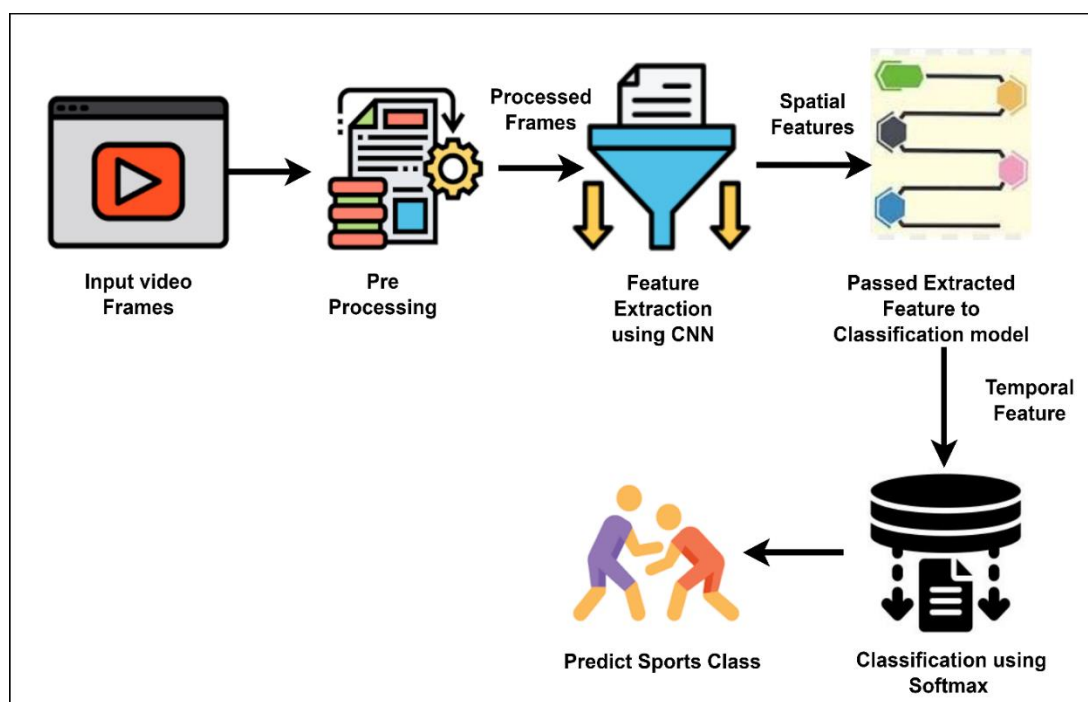 Processed
Frames
Spatial
Features
Input video
Frames
Pre
Processing
Feature
Extraction
using CNN
Passed Extracted
Feature to
Classification model
Temporal
Feature
Predict Sports Class
Classification using
Softmax